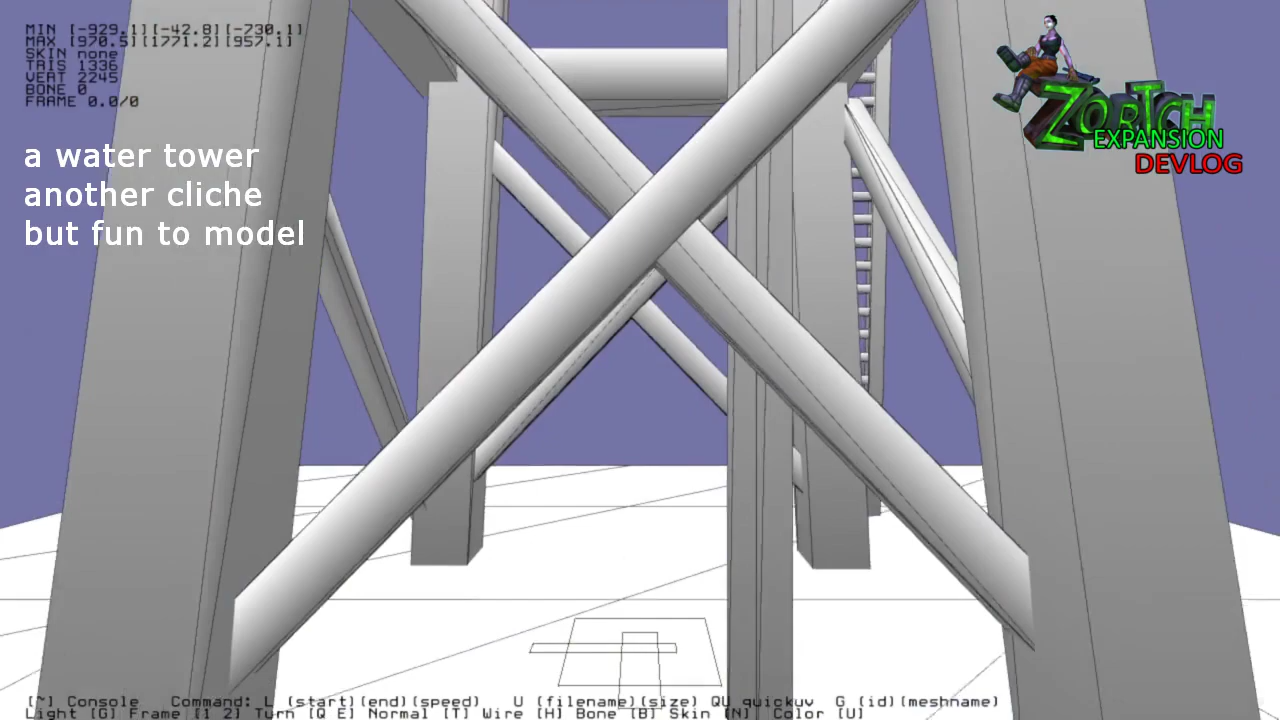 MIN [-929.1][-42.8][-730.1]
MAX [970.5][1771.2][957.1]
SKIN none
TRIS 1336
VERT 2245
BONE 0
FRAME 0.0/0
a water tower
another cliche
but fun to model
ZORTCH
EXPANSION
DEVLOG
[~] Console Command: L (start)(end)(speed) U (filename)(size) QU quickuv G (id)(meshname)
Light [G] Frame [1 2] Turn [Q E] Normal [T] Wire [H] Bone [B] Skin [N] Color [U]